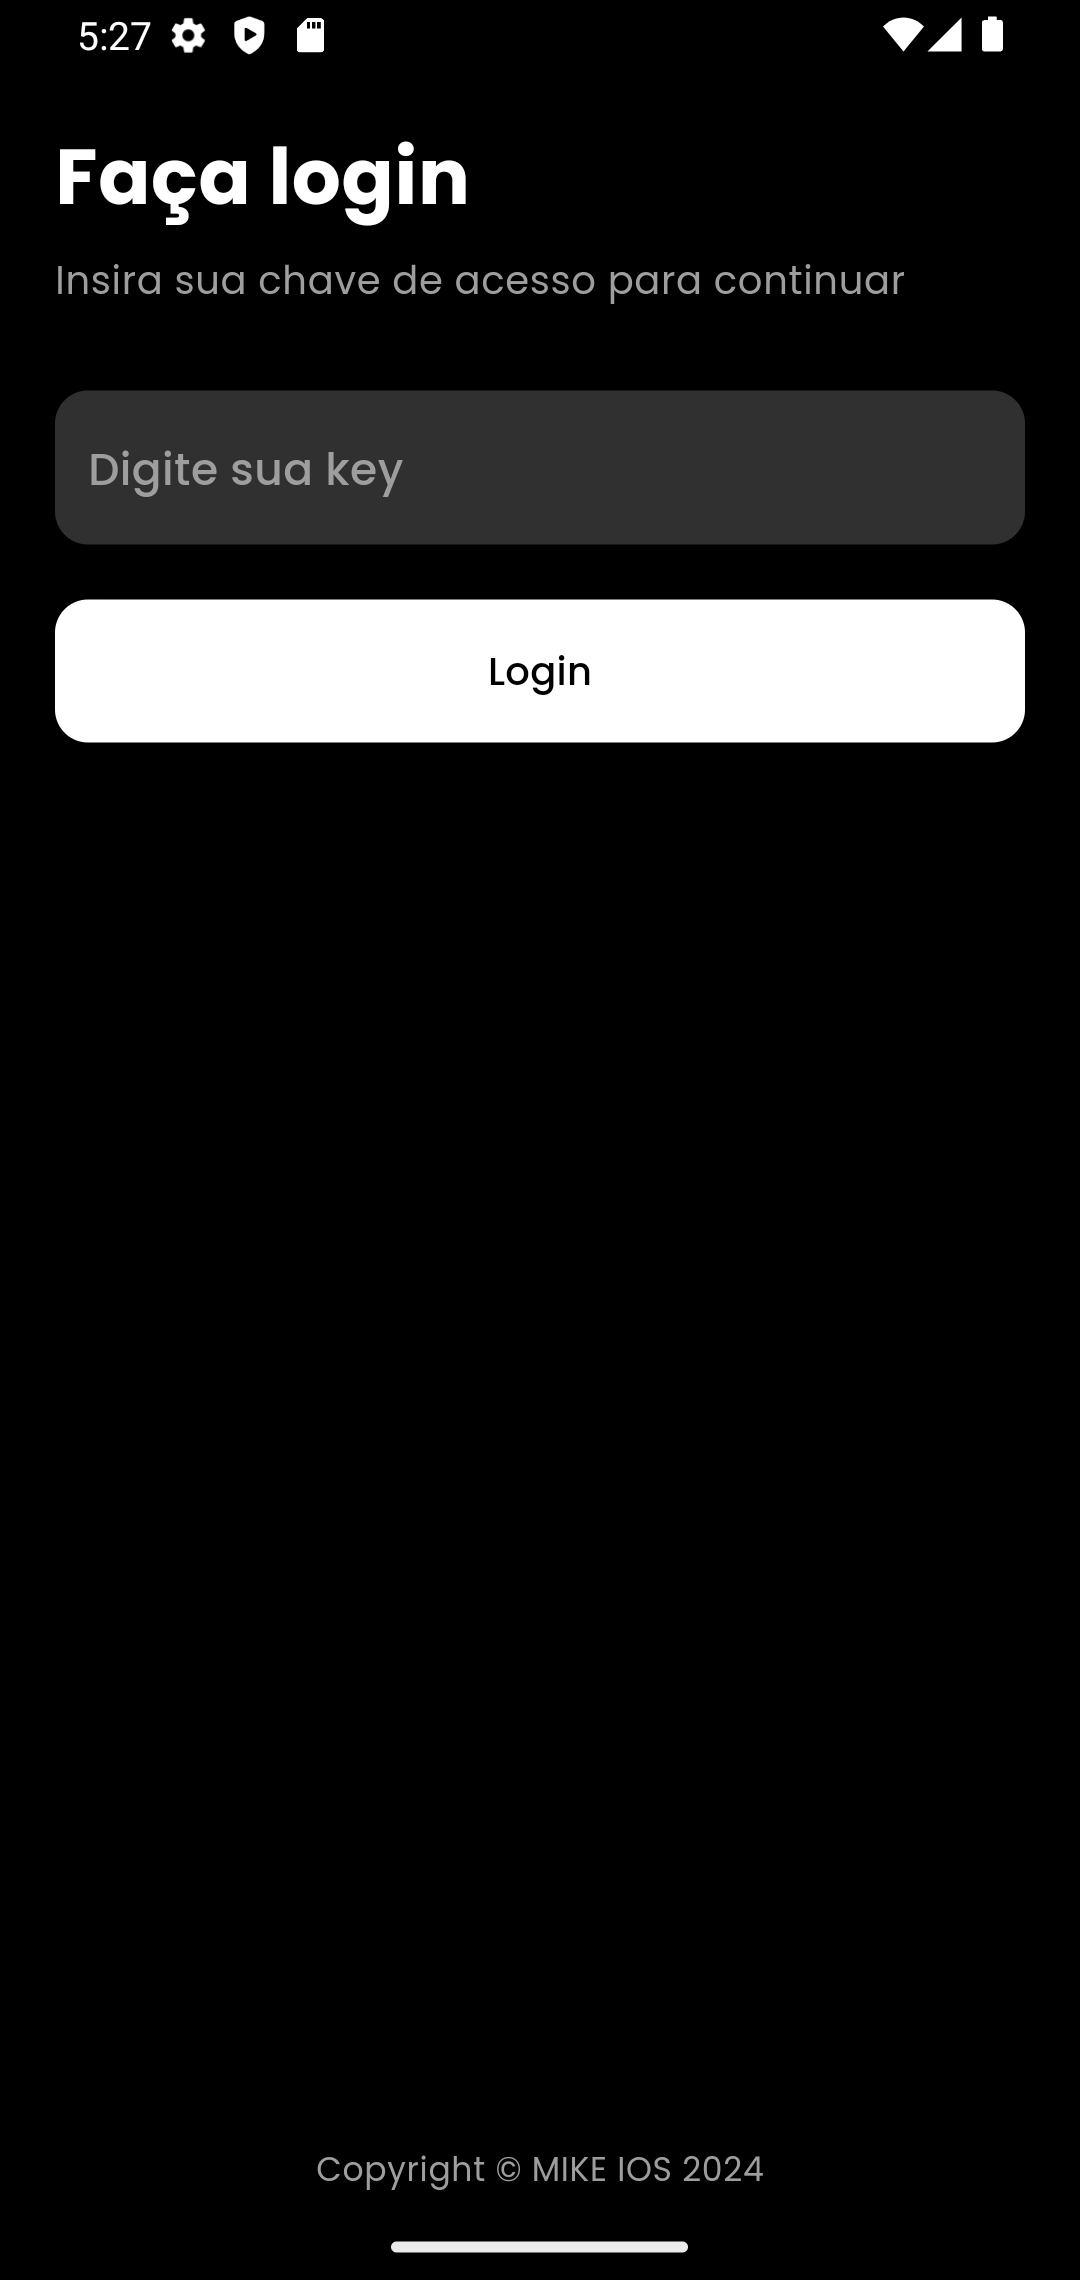 5:27
Faça login
Insira sua chave de acesso para continuar
Digite sua key
Login
Copyright © MIKE IOS 2024